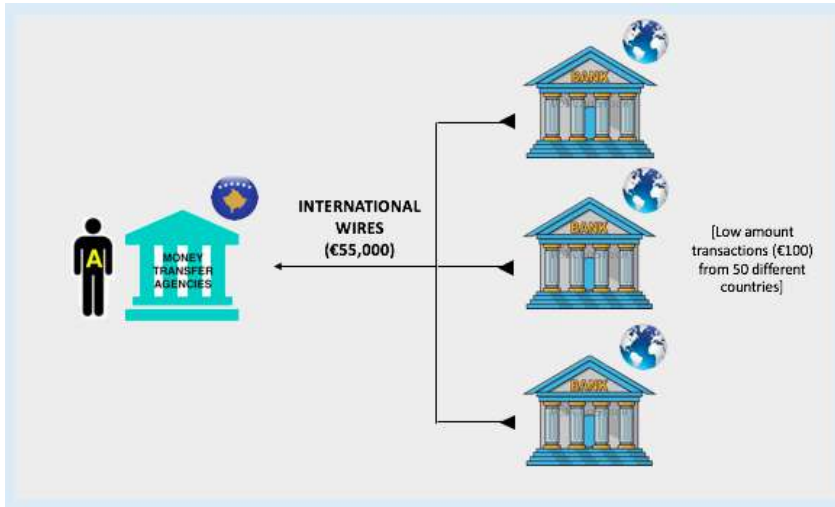 BANK
INTERNATIONAL
WIRES
(€55,000)
A
MONEY
TRANSFER
AGENCIES
BANK
[Low amount
transactions (€100)
from 50 different
countries]
BANK